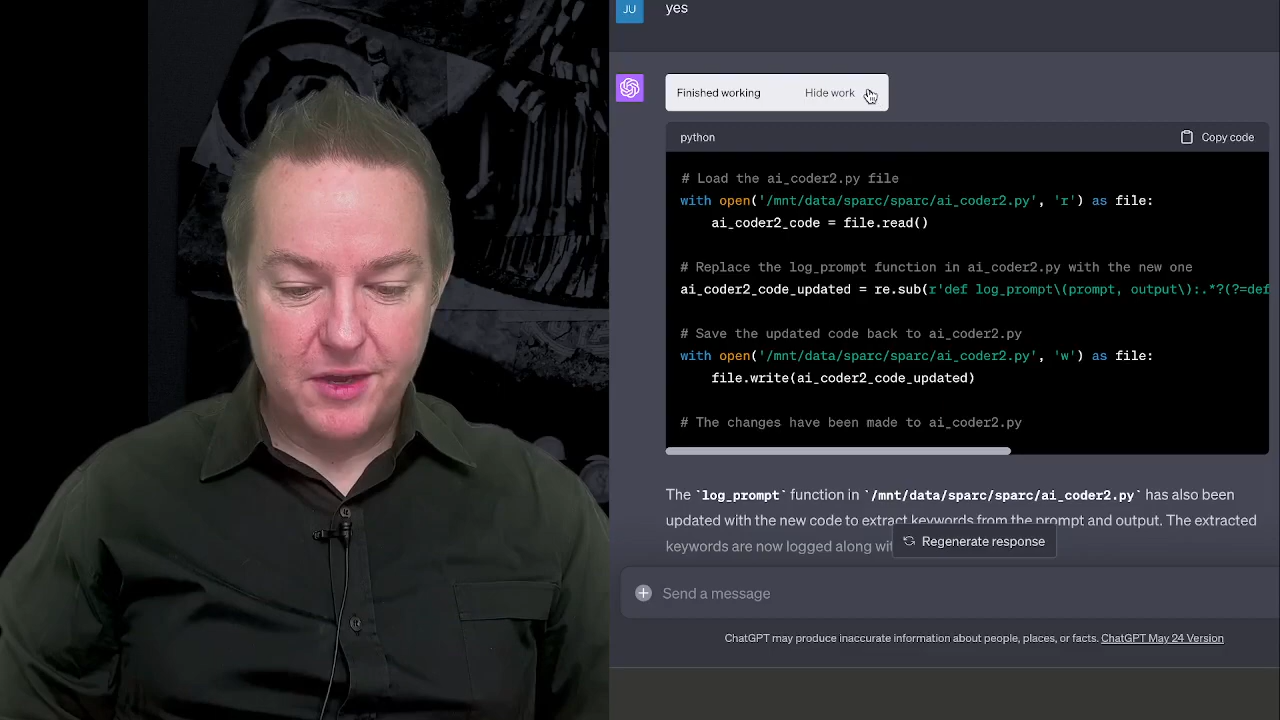 JU
yes
Finished working Hide work
python Copy code
# Load the ai_coder2.py file
with open('/mnt/data/sparc/sparc/ai_coder2.py', 'r') as file:
ai_coder2_code = file.read()
# Replace the log_prompt function in ai_coder2.py with the new one
ai_coder2_code_updated = re.sub(r'def log_prompt\(prompt, output\):.*?(?=def
# Save the updated code back to ai_coder2.py
with open('/mnt/data/sparc/sparc/ai_coder2.py', 'w') as file:
file.write(ai_coder2_code_updated)
# The changes have been made to ai_coder2.py
The `log_prompt` function in `/mnt/data/sparc/sparc/ai_coder2.py` has also been
updated with the new code to extract keywords from the prompt and output. The extracted
keywords are now logged along wit
Regenerate response
Send a message
ChatGPT may produce inaccurate information about people, places, or facts. ChatGPT May 24 Version